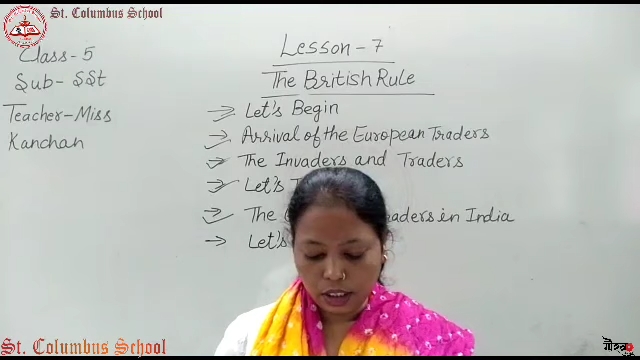 St. Columbus School
Lesson - 7
Class - 5
The British Rule
Sub - SSt
Let's Begin
Teacher - Miss
Arrival of the European Traders
Kanchan
The Invaders and Traders
Let's
The raders in India
Let's
St. Columbus School